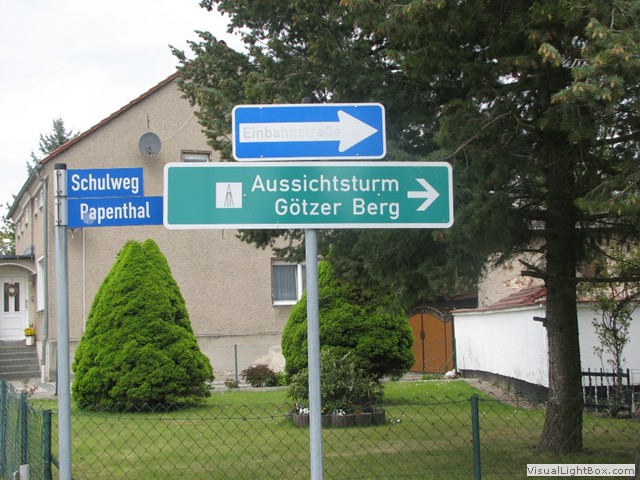 Einbahnstraße
Schulweg
Papenthal
Aussichtsturm
Götzer Berg
VisualLightBox.com